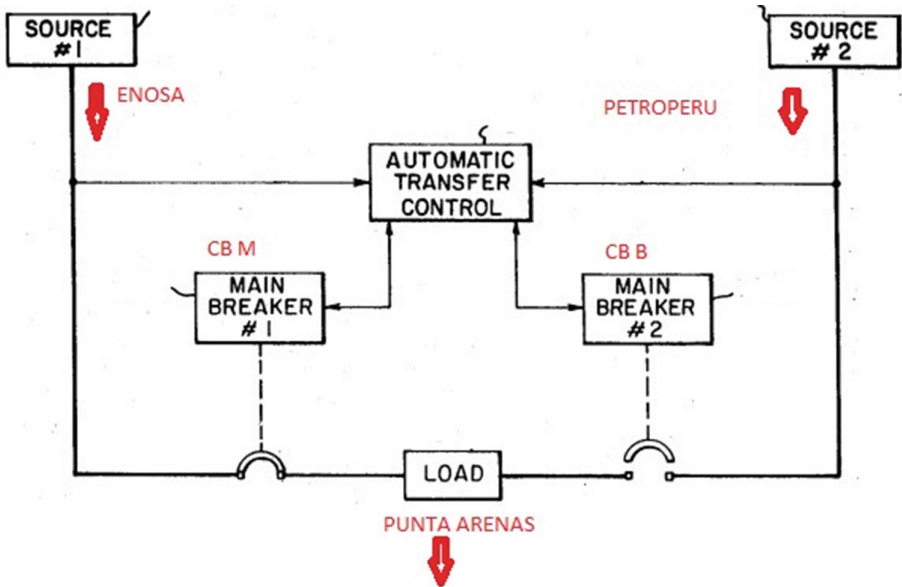 SOURCE
#1
SOURCE
# 2
ENOSA
PETROPERU
AUTOMATIC
TRANSFER
CONTROL
CB M
CB B
MAIN
BREAKER
# 1
MAIN
BREAKER
#2
LOAD
PUNTA ARENAS